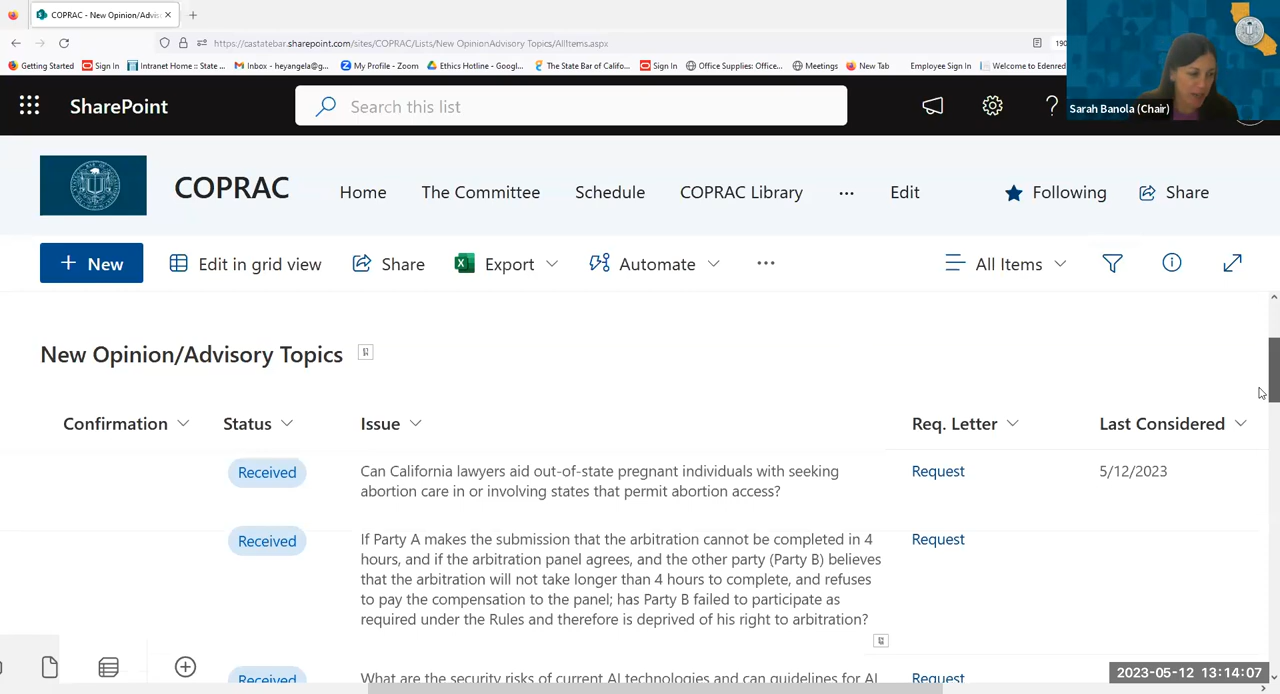 COPRAC - New Opinion/Advis
https://castatebar.sharepoint.com/sites/COPRAC/Lists/New OpinionAdvisory Topics/AllItems.aspx
190
Getting Started Sign In Intranet Home :: State ... Inbox - heyangela@g... My Profile - Zoom Ethics Hotline - Googl... The State Bar of Califo... Sign In Office Supplies: Office... Meetings New Tab Employee Sign In Welcome to Edenred
SharePoint
Search this list
?
Sarah Banola (Chair)
COPRAC
Home The Committee Schedule COPRAC Library ... Edit
Following Share
+ New Edit in grid view Share Export Automate ...
All Items
New Opinion/Advisory Topics
Confirmation Status Issue Req. Letter Last Considered
Received Can California lawyers aid out-of-state pregnant individuals with seeking Request 5/12/2023
abortion care in or involving states that permit abortion access?
Received If Party A makes the submission that the arbitration cannot be completed in 4 Request
hours, and if the arbitration panel agrees, and the other party (Party B) believes
that the arbitration will not take longer than 4 hours to complete, and refuses
to pay the compensation to the panel; has Party B failed to participate as
required under the Rules and therefore is deprived of his right to arbitration?
Received What are the security risks of current AI technologies and can guidelines for AI Request
2023-05-12 13:14:07